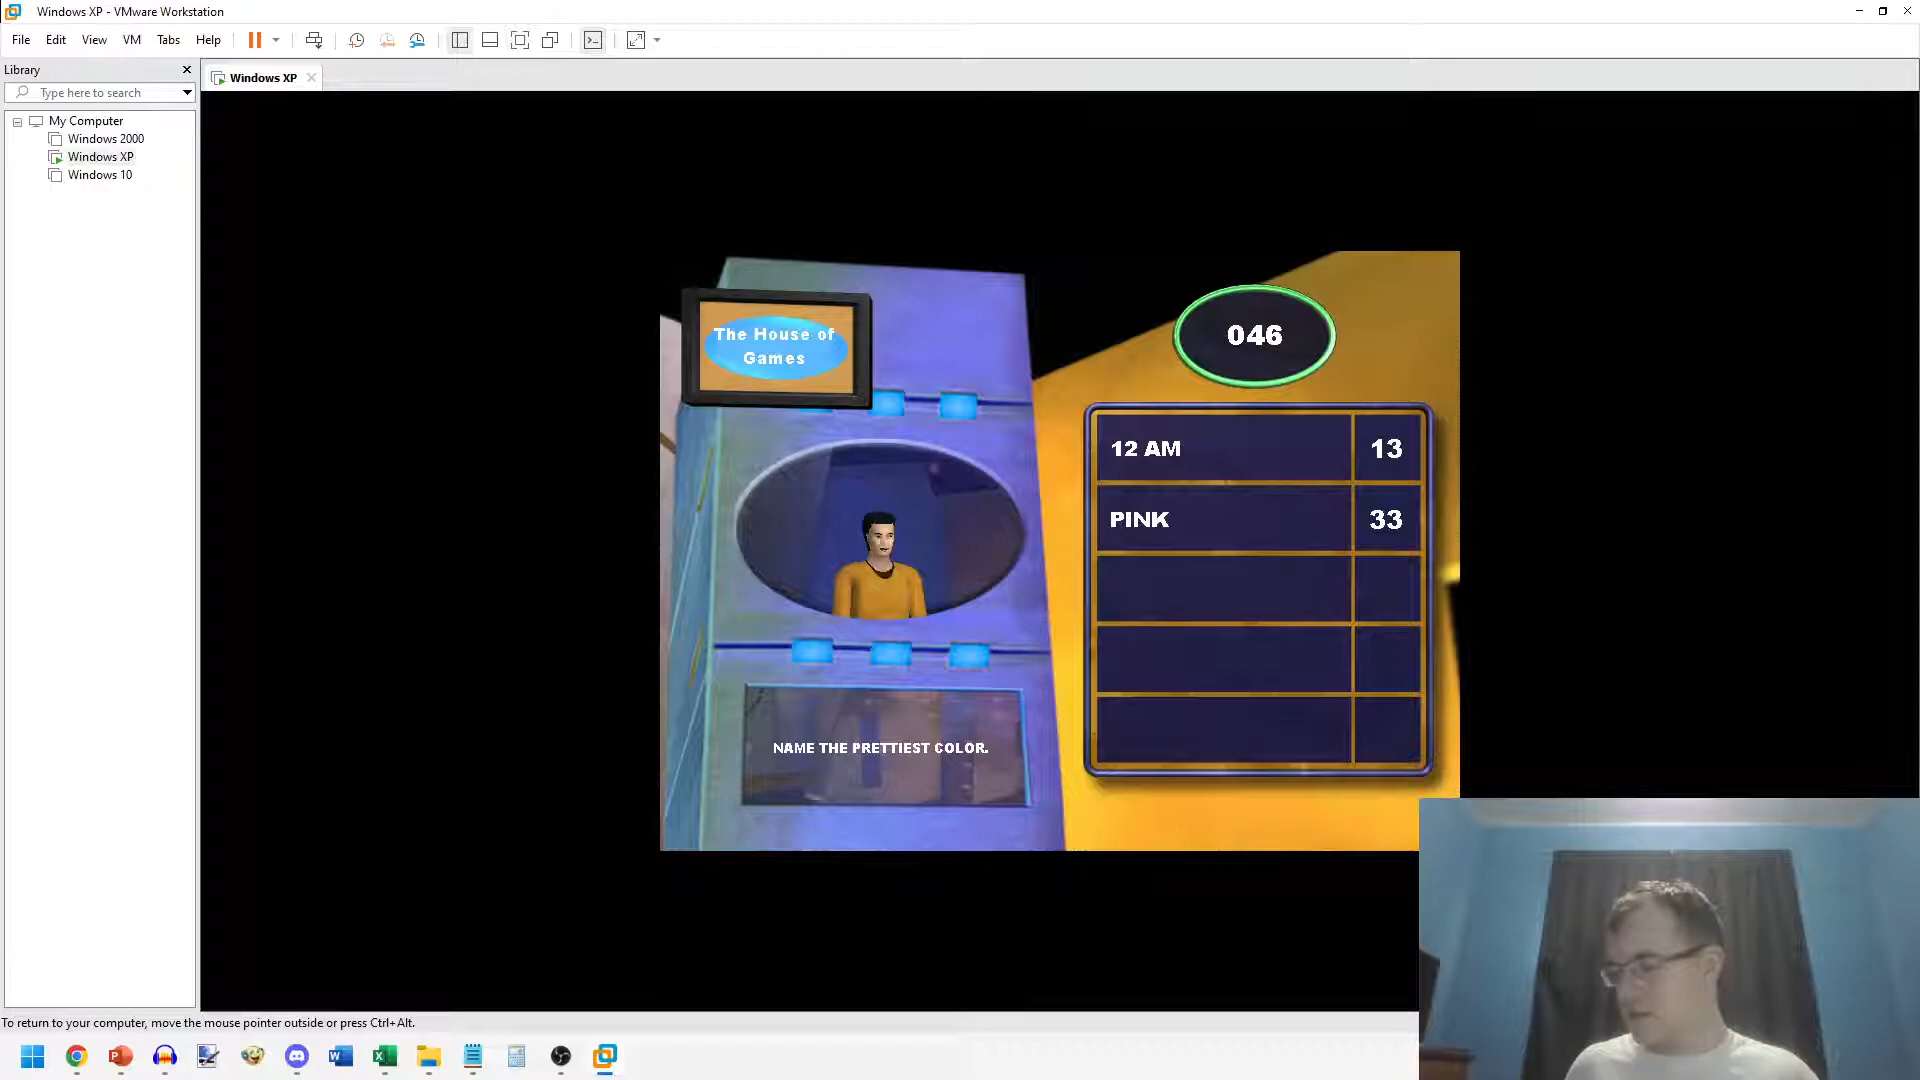 Windows XP - VMware Workstation
File Edit View VM Tabs Help
Library
Windows XP
Type here to search
My Computer
Windows 2000
Windows XP
Windows 10
The House of
Games
046
12 AM 13
PINK 33
NAME THE PRETTIEST COLOR.
To return to your computer, move the mouse pointer outside or press Ctrl+Alt.